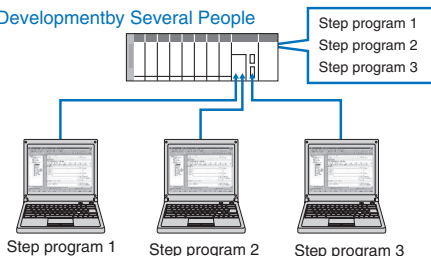 Developmentby Several People
Step program 1
Step program 2
Step program 3
Step program 1
Step program 2
Step program 3